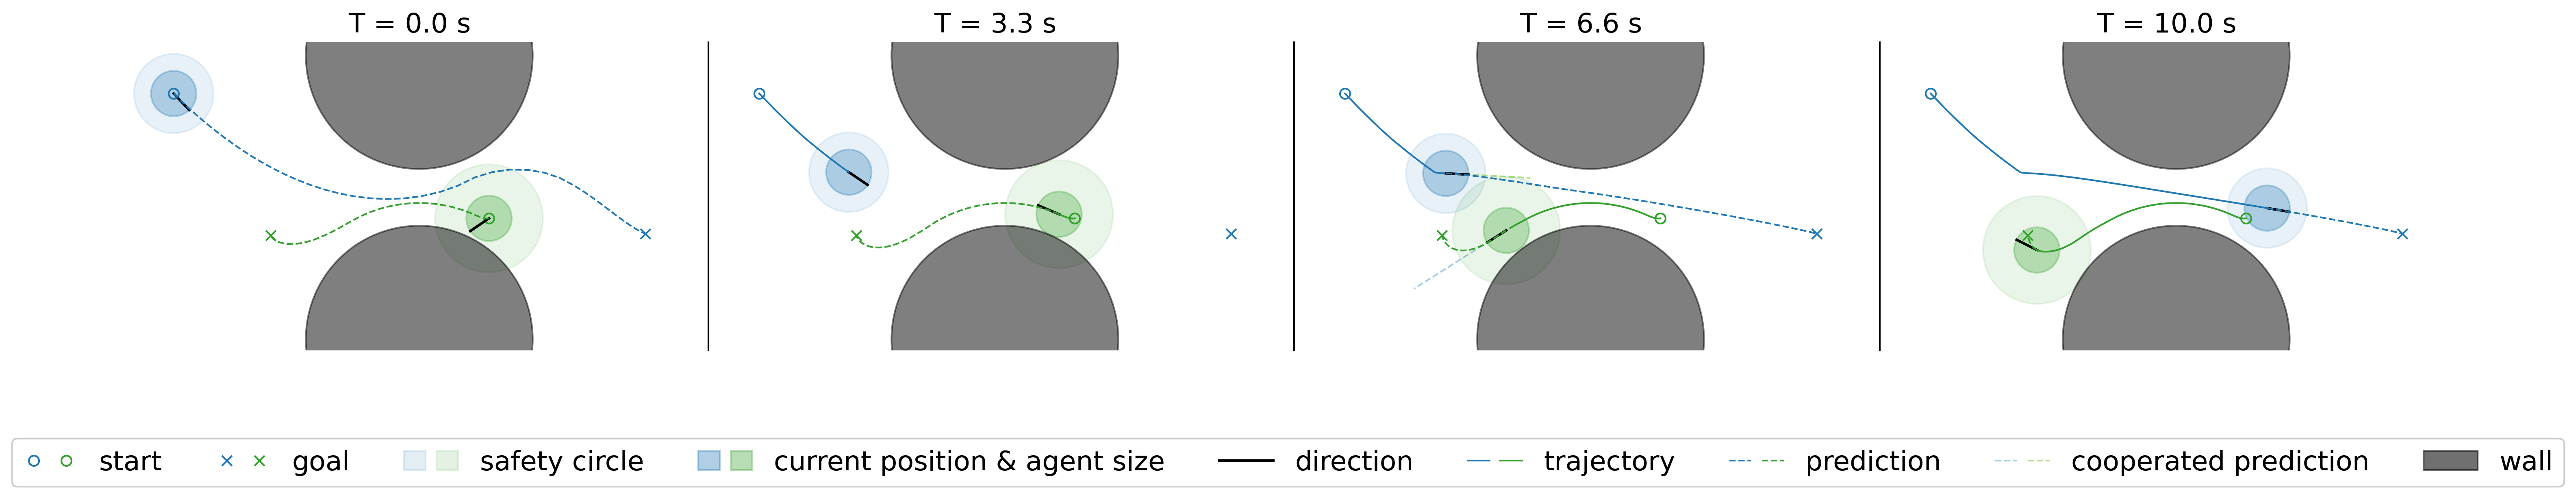 T = 0.0 s
T = 3.3 s
T = 6.6 s
T = 10.0 s
start goal safety circle current position & agent size direction trajectory prediction cooperated prediction wall